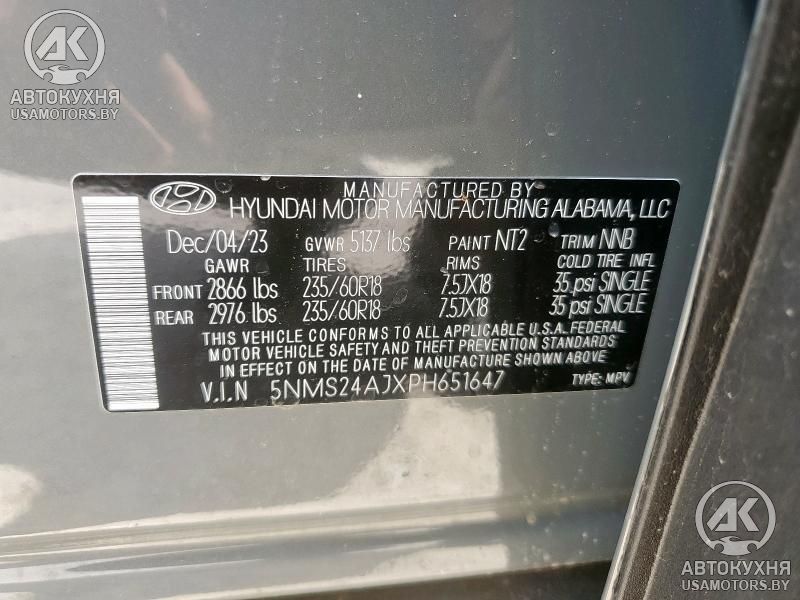 AK
АВТОКУХНЯ
USAMOTORS.BY
MANUFACTURED BY
HYUNDAI MOTOR MANUFACTURING ALABAMA, LLC
Dec/04/23 GVWR 5137 lbs PAINT NT2 TRIM NNB
GAWR TIRES RIMS COLD TIRE INFL
FRONT 2866 lbs 235/60R18 7.5JX18 35 psi SINGLE
REAR 2976 lbs 235/60R18 7.5JX18 35 psi SINGLE
THIS VEHICLE CONFORMS TO ALL APPLICABLE U.S.A. FEDERAL
MOTOR VEHICLE SAFETY AND THEFT PREVENTION STANDARDS
IN EFFECT ON THE DATE OF MANUFACTURE SHOWN ABOVE.
V.I.N 5NMS24AJXPH651647 TYPE: MPV
AK
АВТОКУХНЯ
USAMOTORS.BY